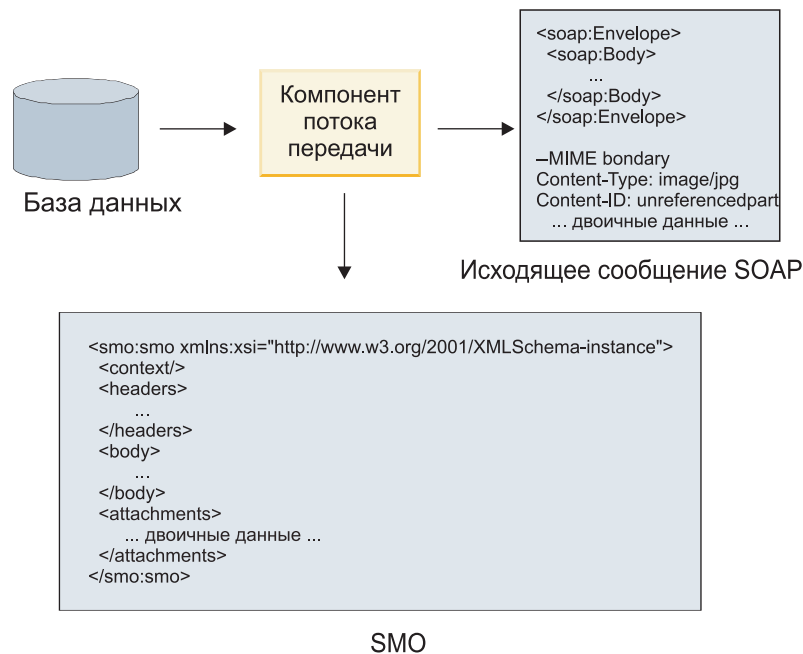 <soap:Envelope>
<soap:Body>
...
</soap:Body>
</soap:Envelope>
–MIME bondary
Content-Type: image/jpg
Content-ID: unreferencedpart
... двоичные данные ...
Компонент
потока
передачи
База данных
Исходящее сообщение SOAP
<smo:smo xmlns:xsi="http://www.w3.org/2001/XMLSchema-instance">
<context/>
<headers>
...
</headers>
<body>
...
</body>
<attachments>
... двоичные данные ...
</attachments>
</smo:smo>
SMO